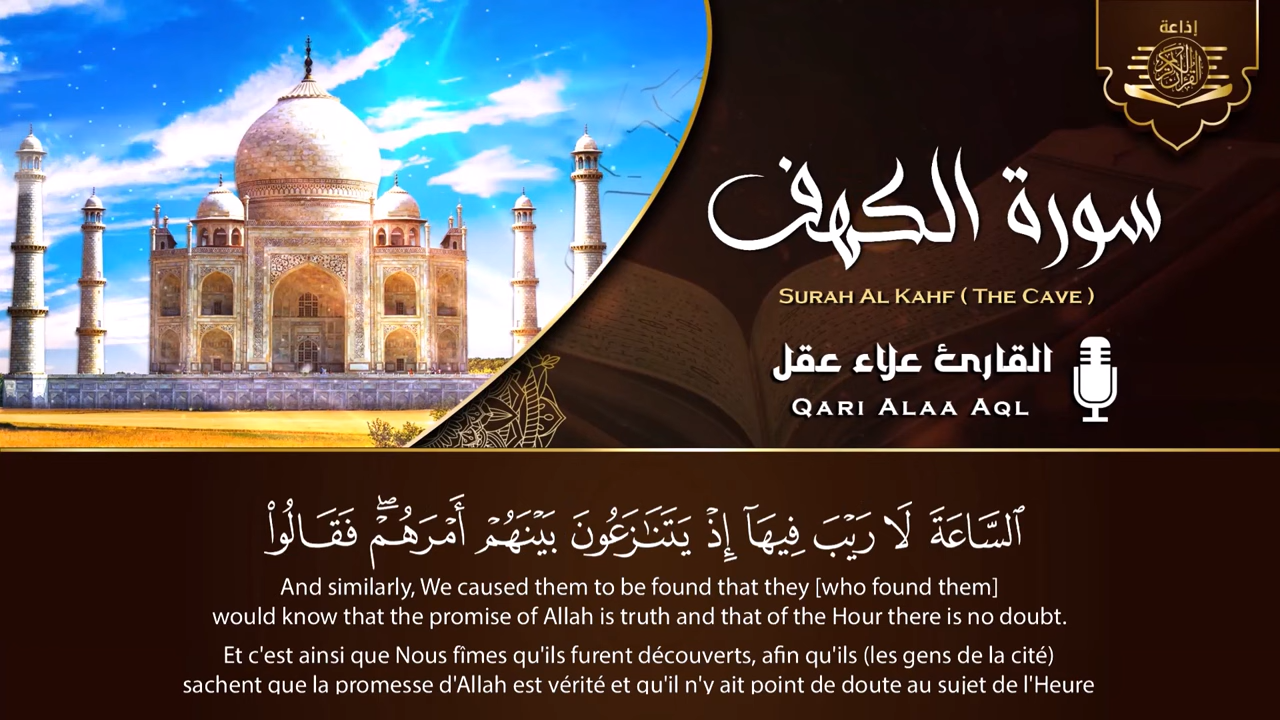 إذاعة
القرآن الكريم
سورة الكهف
SURAH AL KAHF ( THE CAVE )
القارئ علاء عقل
QARI ALAA AQL
ٱلسَّاعَةَ لَا رَيْبَ فِيهَآ إِذْ يَتَنَـٰزَعُونَ بَيْنَهُمْ أَمْرَهُمْ ۖ فَقَالُوا۟
And similarly, We caused them to be found that they [who found them]
would know that the promise of Allah is truth and that of the Hour there is no doubt.
Et c'est ainsi que Nous fîmes qu'ils furent découverts, afin qu'ils (les gens de la cité)
sachent que la promesse d'Allah est vérité et qu'il n'y ait point de doute au sujet de l'Heure